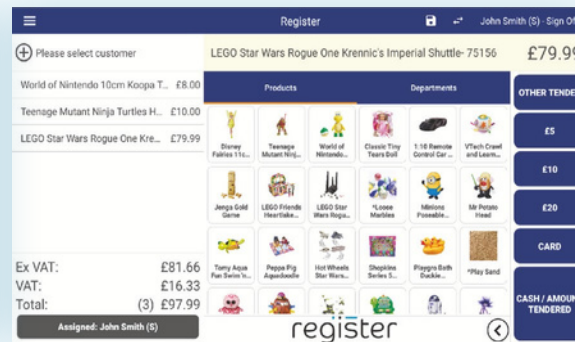 Register
John Smith (S) - Sign Of
Please select customer
LEGO Star Wars Rogue One Krennic's Imperial Shuttle- 75156
£79.99
World of Nintendo 10cm Koopa T... £8.00
Teenage Mutant Ninja Turtles H... £10.00
LEGO Star Wars Rogue One Kre... £79.99
Products
Departments
OTHER TENDE
Disney
Fairies 11c...
Teenage
Mutant Ninj...
World of
Nintendo...
Classic Tiny
Tears Doll
1:10 Remote
Control Car ...
VTech Crawl
and Learn...
£5
£10
Jenga Gold
Game
LEGO Friends
Heartlake...
LEGO Star
Wars Rogu...
*Loose
Marbles
Minions
Poseable...
Mr Potato
Head
£20
CARD
Tomy Aqua
Fun Swim 'n...
Peppa Pig
Aquadoodle
Hot Wheels
Star Wars...
Shopkins
Series 5...
Playgro Bath
Duckie...
*Play Sand
Ex VAT: £81.66
VAT: £16.33
Total: (3) £97.99
CASH / AMOUN
TENDERED
Assigned: John Smith (S)
register